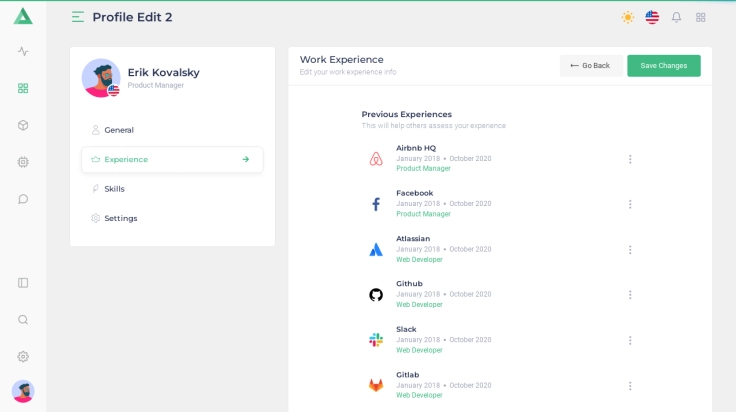 Profile Edit 2
Erik Kovalsky
Product Manager
General
Experience
Skills
Settings
Work Experience
Edit your work experience info
Go Back
Save Changes
Previous Experiences
This will help others assess your experience
Airbnb HQ
January 2018 • October 2020
Product Manager
Facebook
January 2018 • October 2020
Product Manager
Atlassian
January 2018 • October 2020
Web Developer
Github
January 2018 • October 2020
Web Developer
Slack
January 2018 • October 2020
Web Developer
Gitlab
January 2018 • October 2020
Web Developer